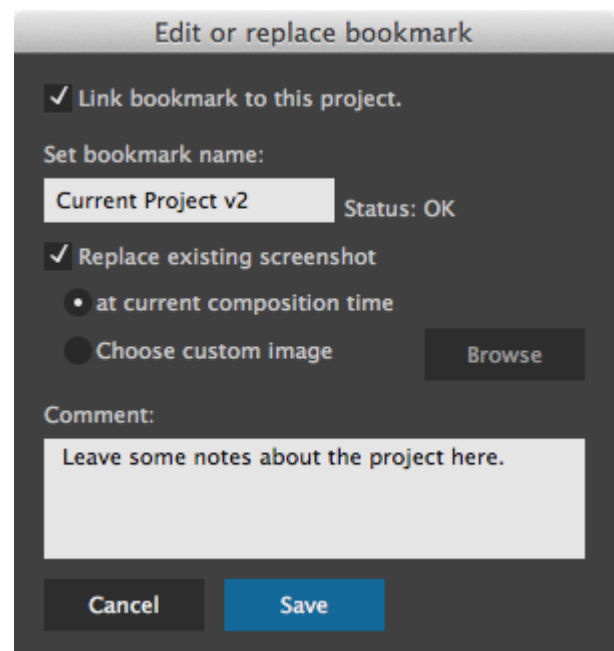 Edit or replace bookmark
Link bookmark to this project.
Set bookmark name:
Current Project v2 Status: OK
Replace existing screenshot
at current composition time
Choose custom image Browse
Comment:
Leave some notes about the project here.
Cancel Save